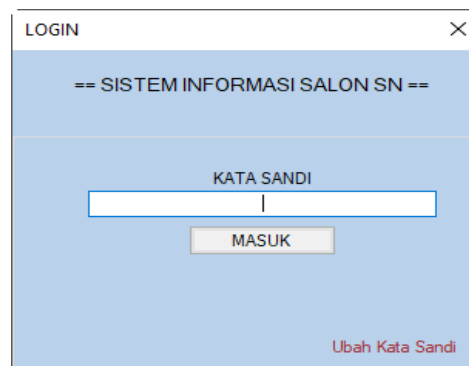 LOGIN
== SISTEM INFORMASI SALON SN ==
KATA SANDI
MASUK
Ubah Kata Sandi